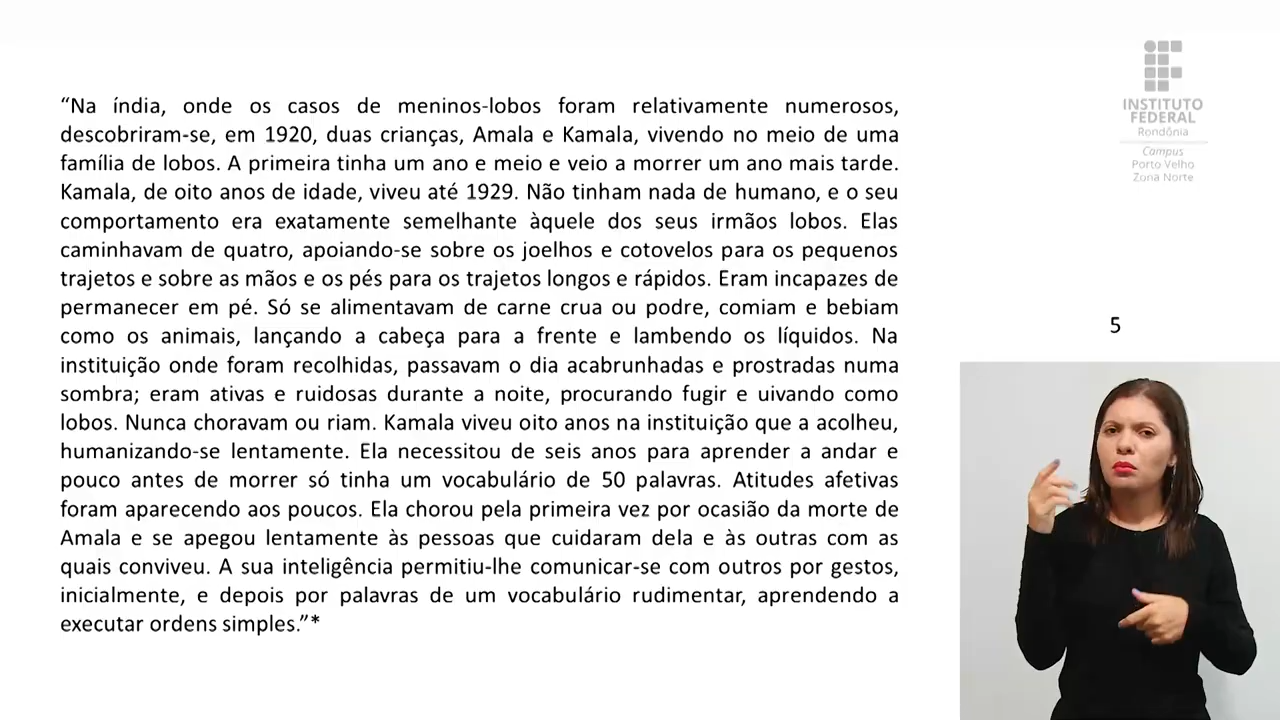 “Na índia, onde os casos de meninos-lobos foram relativamente numerosos,
descobriram-se, em 1920, duas crianças, Amala e Kamala, vivendo no meio de uma
família de lobos. A primeira tinha um ano e meio e veio a morrer um ano mais tarde.
Kamala, de oito anos de idade, viveu até 1929. Não tinham nada de humano, e o seu
comportamento era exatamente semelhante àquele dos seus irmãos lobos. Elas
caminhavam de quatro, apoiando-se sobre os joelhos e cotovelos para os pequenos
trajetos e sobre as mãos e os pés para os trajetos longos e rápidos. Eram incapazes de
permanecer em pé. Só se alimentavam de carne crua ou podre, comiam e bebiam
como os animais, lançando a cabeça para a frente e lambendo os líquidos. Na
instituição onde foram recolhidas, passavam o dia acabrunhadas e prostradas numa
sombra; eram ativas e ruidosas durante a noite, procurando fugir e uivando como
lobos. Nunca choravam ou riam. Kamala viveu oito anos na instituição que a acolheu,
humanizando-se lentamente. Ela necessitou de seis anos para aprender a andar e
pouco antes de morrer só tinha um vocabulário de 50 palavras. Atitudes afetivas
foram aparecendo aos poucos. Ela chorou pela primeira vez por ocasião da morte de
Amala e se apegou lentamente às pessoas que cuidaram dela e às outras com as
quais conviveu. A sua inteligência permitiu-lhe comunicar-se com outros por gestos,
inicialmente, e depois por palavras de um vocabulário rudimentar, aprendendo a
executar ordens simples.”*
INSTITUTO
FEDERAL
Rondônia
Campus
Porto Velho
Zona Norte
5